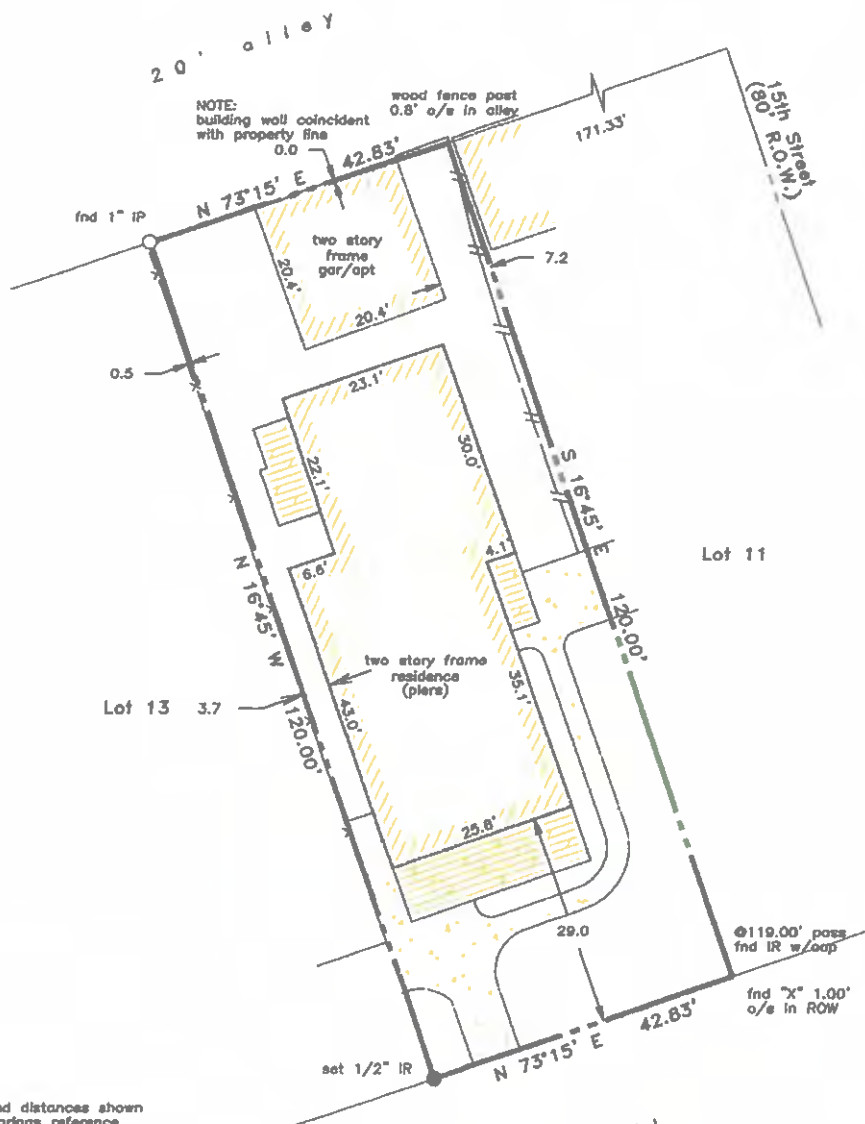 20' alley
NOTE:
building wall coincident
with property line
0.0
wood fence post
0.8' o/s in alley
171.33'
15th Street
(80' R.O.W.)
N 73°15' E
42.83'
fnd 1" IP
two story
frame
gar/apt
20.4'
20.4'
7.2
0.5
23.1'
22.1'
30.0'
S 16°45' E
120.00'
Lot 11
6.6'
4.1'
N 16°45' W
120.00'
two story frame
residence
(piers)
Lot 13
3.7
43.0'
35.1'
25.8'
29.0
@119.00' pass
fnd IR w/cap
fnd "X" 1.00'
o/s in ROW
42.83'
N 73°15' E
set 1/2" IR
nd distances shown